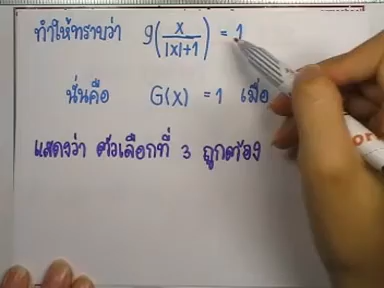 ทำให้ทราบว่า g(x/(|x|+1)) = 1
นั่นคือ G(x) = 1 เมื่อ
แสดงว่า ตัวเลือกที่ 3 ถูกต้อง